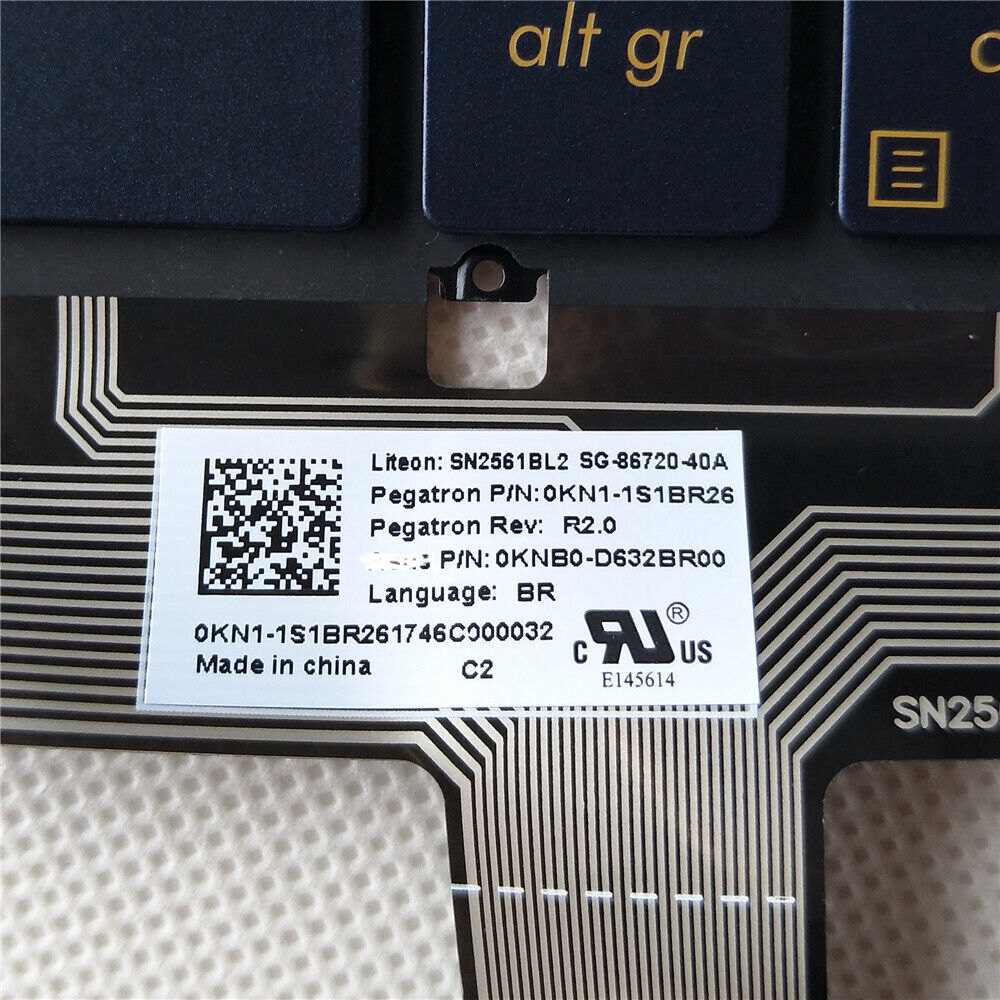 alt gr
Liteon: SN2561BL2 SG-86720-40A
Pegatron P/N:0KN1-1S1BR26
Pegatron Rev: R2.0
P/N: 0KNB0-D632BR00
Language: BR
0KN1-1S1BR261746C000032
Made in china C2
C UL ® US
E145614
SN25